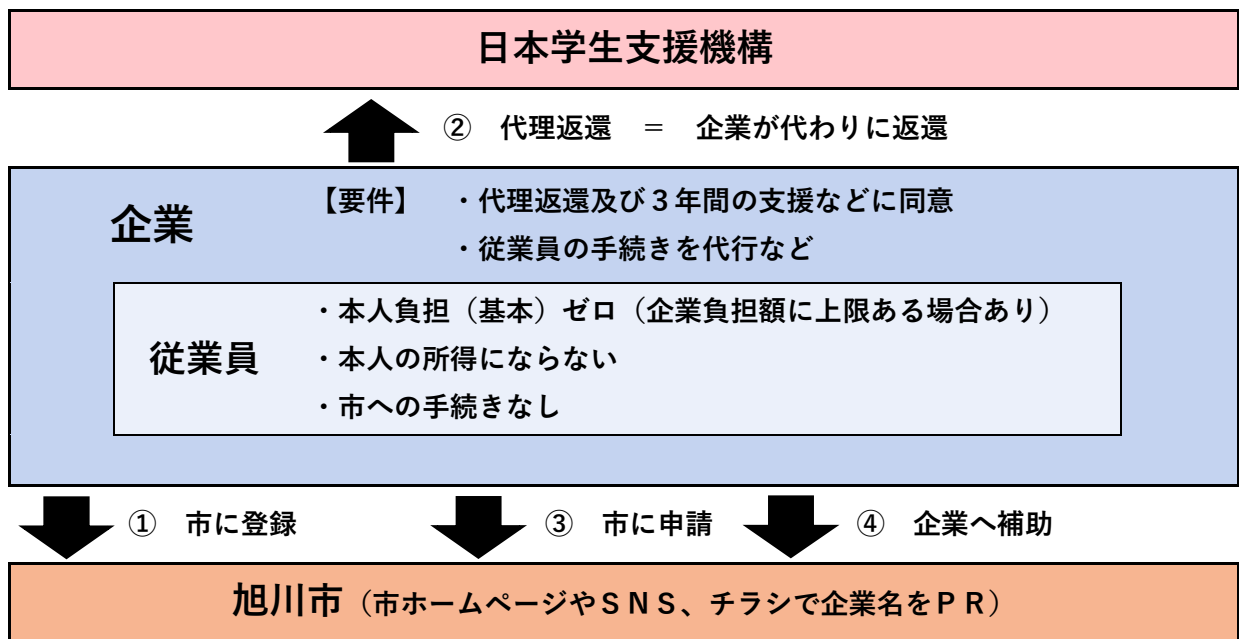 日本学生支援機構
② 代理返還 = 企業が代わりに返還
企業
【要件】 ・代理返還及び３年間の支援などに同意
・従業員の手続きを代行など
従業員
・本人負担（基本）ゼロ（企業負担額に上限ある場合あり）
・本人の所得にならない
・市への手続きなし
① 市に登録
③ 市に申請
④ 企業へ補助
旭川市（市ホームページやＳＮＳ、チラシで企業名をＰＲ）